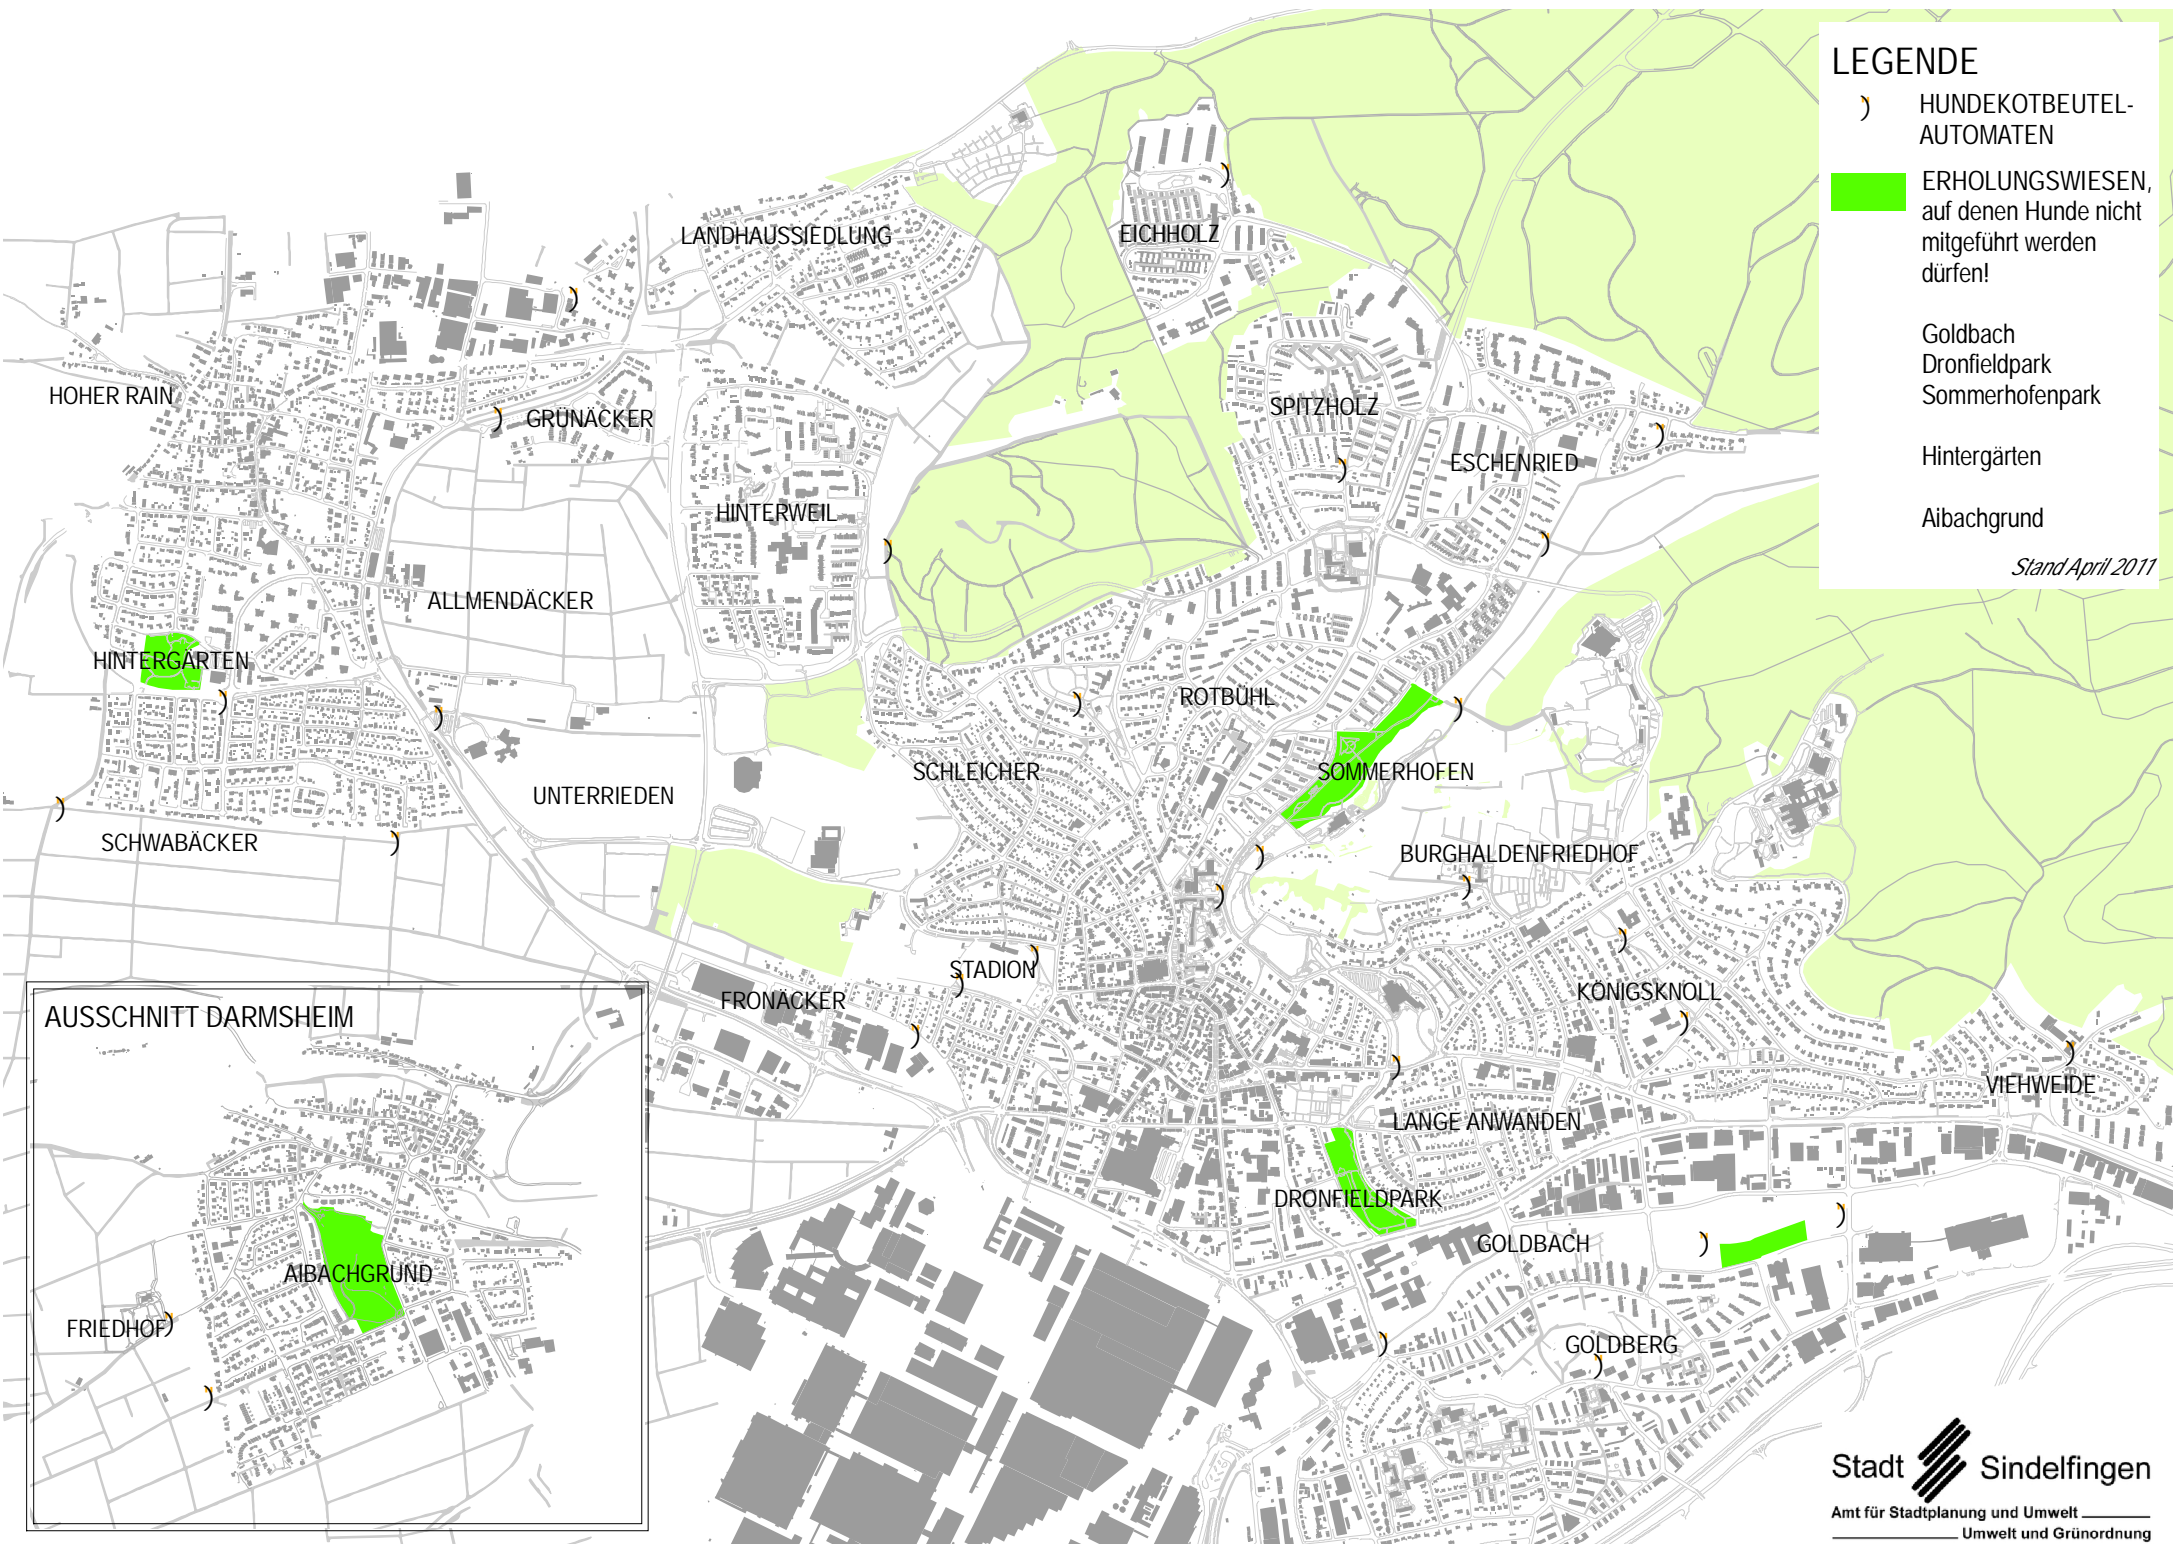 LEGENDE
HUNDEKOTBEUTEL-
AUTOMATEN
ERHOLUNGSWIESEN,
auf denen Hunde nicht
mitgeführt werden
dürfen!
Goldbach
Dronfieldpark
Sommerhofenpark
Hintergärten
Aibachgrund
Stand April 2011
LANDHAUSSIEDLUNG
EICHHOLZ
HOHER RAIN
GRÜNÄCKER
SPITZHOLZ
ESCHENRIED
HINTERWEIL
ALLMENDÄCKER
HINTERGÄRTEN
ROTBÜHL
SCHLEICHER
SOMMERHOFEN
UNTERRIEDEN
SCHWABÄCKER
BURGHALDENFRIEDHOF
STADION
FRONÄCKER
KÖNIGSKNOLL
AUSSCHNITT DARMSHEIM
VIEHWEIDE
LANGE ANWANDEN
DRONFIELDPARK
GOLDBACH
AIBACHGRUND
FRIEDHOF
GOLDBERG
Stadt Sindelfingen
Amt für Stadtplanung und Umwelt
Umwelt und Grünordnung